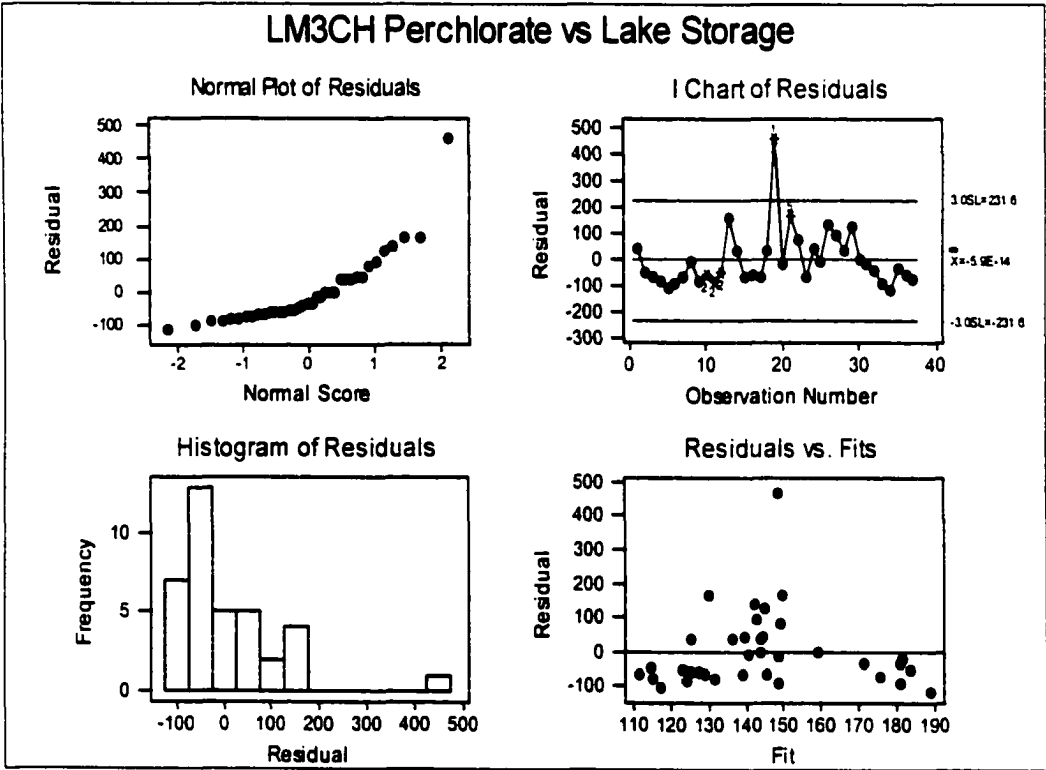 LM3CH Perchlorate vs Lake Storage
Normal Plot of Residuals
Residual
500
400
300
200
100
0
-100
-2 -1 0 1 2
Normal Score
I Chart of Residuals
Residual
500
400
300
200
100
0
-100
-200
-300
1
2 2 2
3.0SL=231.6
X=-5.9E-14
-3.0SL=-231.6
0 10 20 30 40
Observation Number
Histogram of Residuals
Frequency
10
5
0
-100 0 100 200 300 400 500
Residual
Residuals vs. Fits
Residual
500
400
300
200
100
0
-100
110 120 130 140 150 160 170 180 190
Fit